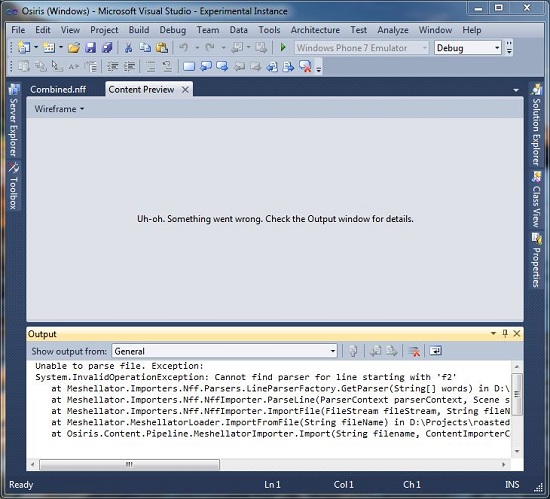 Osiris (Windows) - Microsoft Visual Studio - Experimental Instance
File Edit View Project Build Debug Team Data Tools Architecture Test Analyze Window Help
Windows Phone 7 Emulator Debug
Combined.nff Content Preview
Wireframe
Server Explorer
Toolbox
Solution Explorer
Class View
Properties
Uh-oh. Something went wrong. Check the Output window for details.
Output
Show output from: General
Unable to parse file. Exception:
System.InvalidOperationException: Cannot find parser for line starting with 'f2'
at Meshellator.Importers.Nff.Parsers.LineParserFactory.GetParser(String[] words) in D:\
at Meshellator.Importers.Nff.NffImporter.ParseLine(ParserContext parserContext, Scene s
at Meshellator.Importers.Nff.NffImporter.ImportFile(FileStream fileStream, String fileN
at Meshellator.MeshellatorLoader.ImportFromFile(String fileName) in D:\Projects\roasted
at Osiris.Content.Pipeline.MeshellatorImporter.Import(String filename, ContentImporterC
Ready Ln 1 Col 1 Ch 1 INS